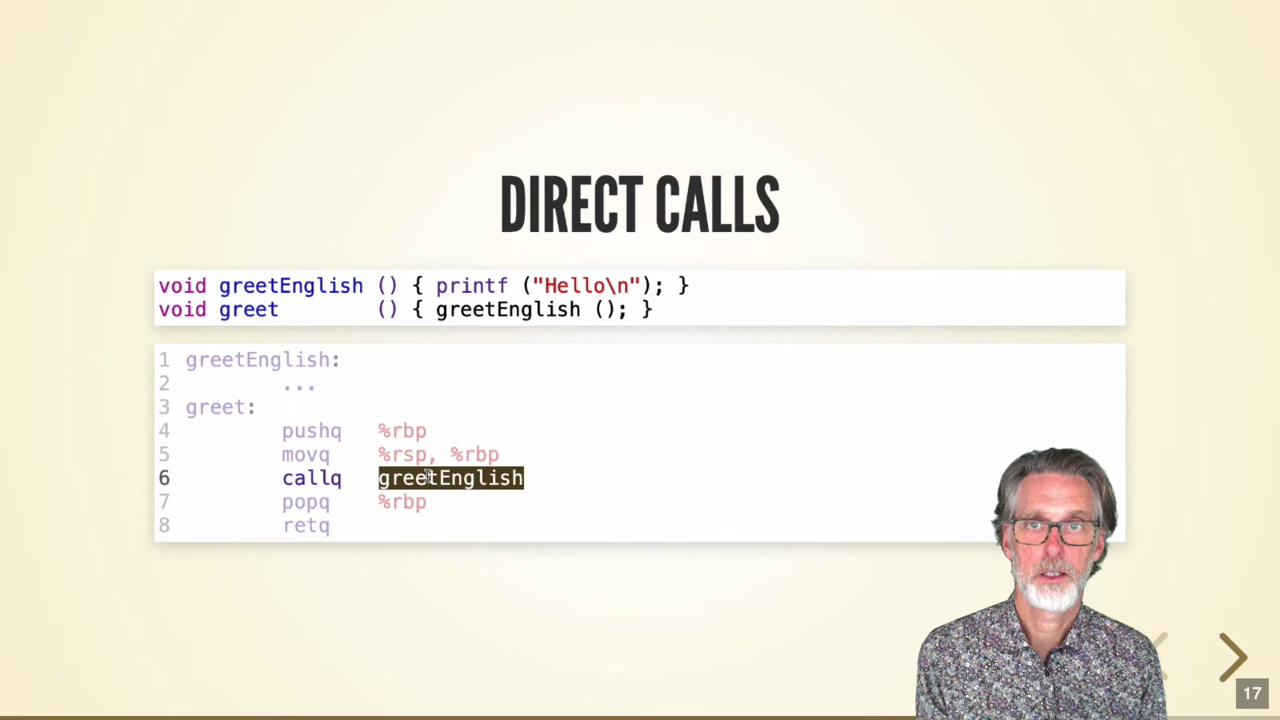 DIRECT CALLS
void greetEnglish () { printf ("Hello\n"); }
void greet        () { greetEnglish (); }
1 greetEnglish:
2         ...
3 greet:
4         pushq   %rbp
5         movq    %rsp, %rbp
6         callq   greetEnglish
7         popq    %rbp
8         retq
17